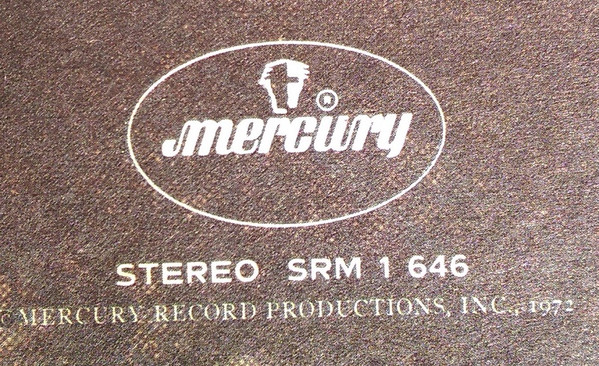 mercury ®
STEREO SRM 1 646
© MERCURY RECORD PRODUCTIONS, INC., 1972